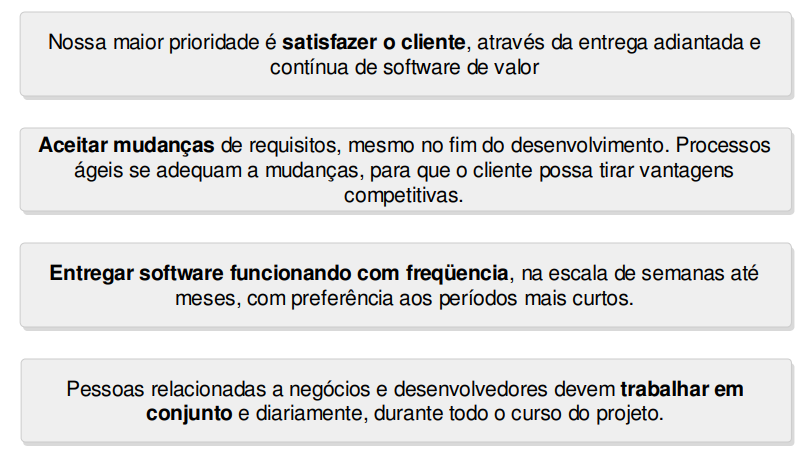 Nossa maior prioridade é satisfazer o cliente, através da entrega adiantada e
contínua de software de valor
Aceitar mudanças de requisitos, mesmo no fim do desenvolvimento. Processos
ágeis se adequam a mudanças, para que o cliente possa tirar vantagens
competitivas.
Entregar software funcionando com freqüencia, na escala de semanas até
meses, com preferência aos períodos mais curtos.
Pessoas relacionadas a negócios e desenvolvedores devem trabalhar em
conjunto e diariamente, durante todo o curso do projeto.